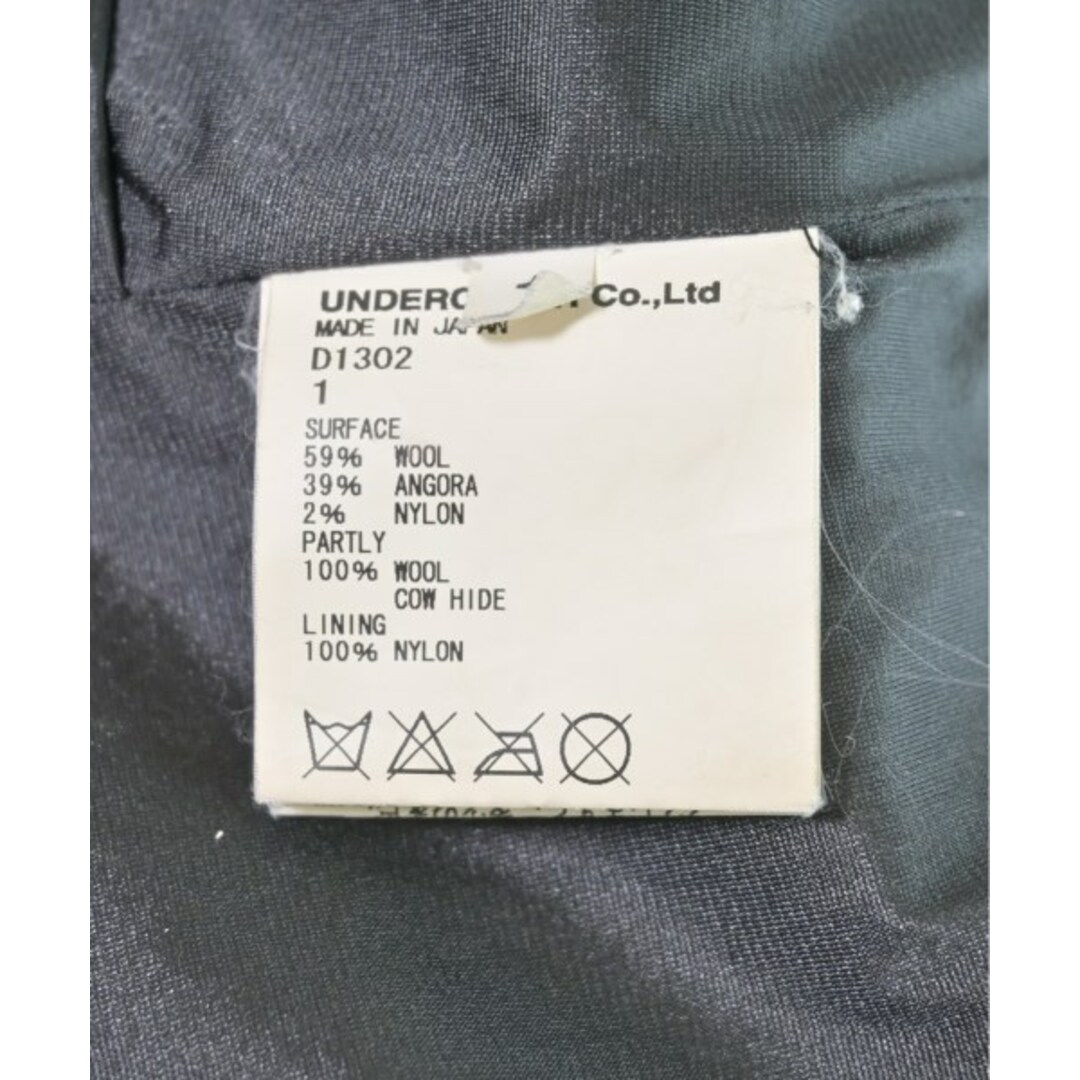 Co.,Ltd
MADE IN JAPAN
D1302
1
SURFACE
59% WOOL
39% ANGORA
2% NYLON
PARTLY
100% WOOL
COW HIDE
LINING
100% NYLON